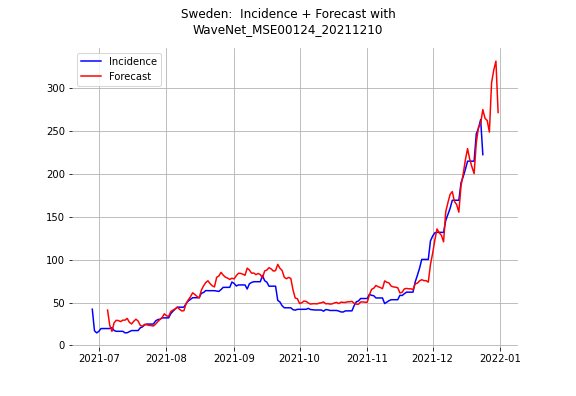 Sweden:  Incidence + Forecast with
WaveNet_MSE00124_20211210
Incidence
Forecast
300
250
200
150
100
50
0
2021-07 2021-08 2021-09 2021-10 2021-11 2021-12 2022-01